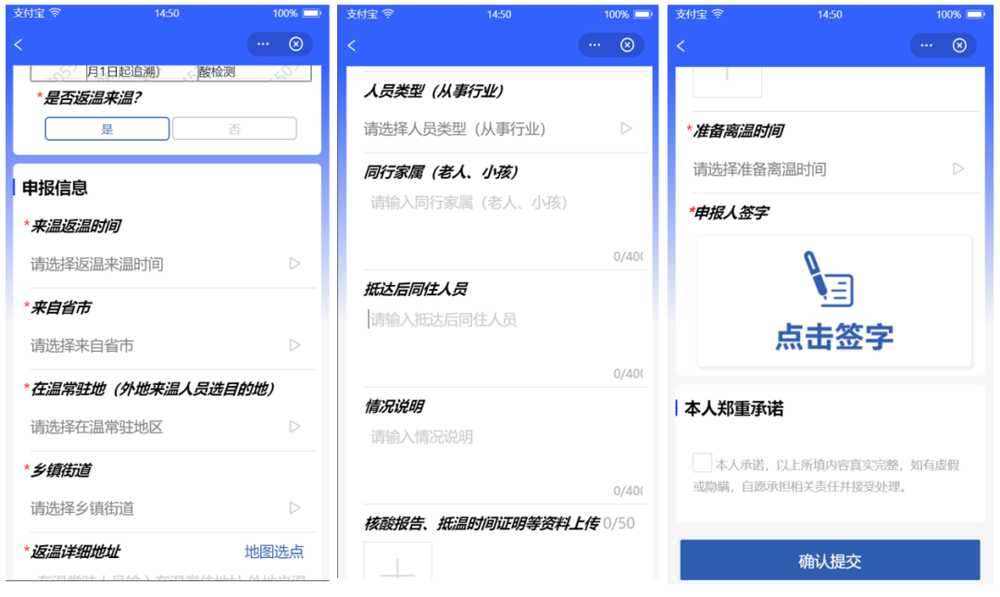 支付宝 14:50 100%
月1日起追溯） 酸检测
*是否返温来温？
是 否
申报信息
*来温返温时间
请选择返温来温时间
*来自省市
请选择来自省市
*在温常驻地（外地来温人员选目的地）
请选择在温常驻地区
*乡镇街道
请选择乡镇街道
*返温详细地址 地图选点
支付宝 14:50 100%
人员类型（从事行业）
请选择人员类型（从事行业）
同行家属（老人、小孩）
请输入同行家属（老人、小孩）
0/400
抵达后同住人员
请输入抵达后同住人员
0/400
情况说明
请输入情况说明
0/400
核酸报告、抵温时间证明等资料上传 0/50
支付宝 14:50 100%
*准备离温时间
请选择准备离温时间
*申报人签字
点击签字
本人郑重承诺
本人承诺，以上所填内容真实完整，如有虚假
或隐瞒，自愿承担相关责任并接受处理。
确认提交